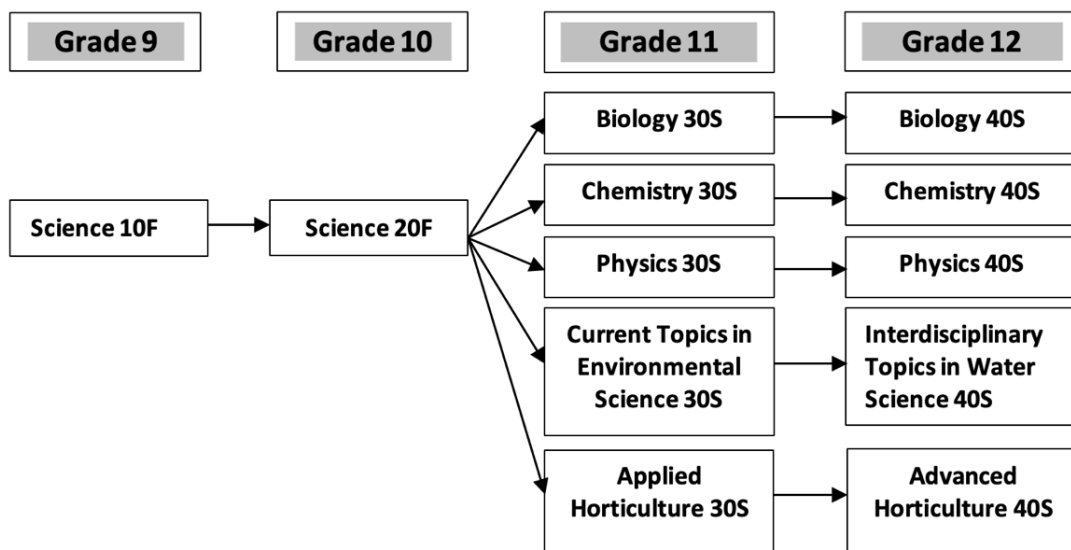 Grade 9
Grade 10
Grade 11
Grade 12
Biology 30S
Biology 40S
Science 10F
Science 20F
Chemistry 30S
Chemistry 40S
Physics 30S
Physics 40S
Current Topics in
Environmental
Science 30S
Interdisciplinary
Topics in Water
Science 40S
Applied
Horticulture 30S
Advanced
Horticulture 40S